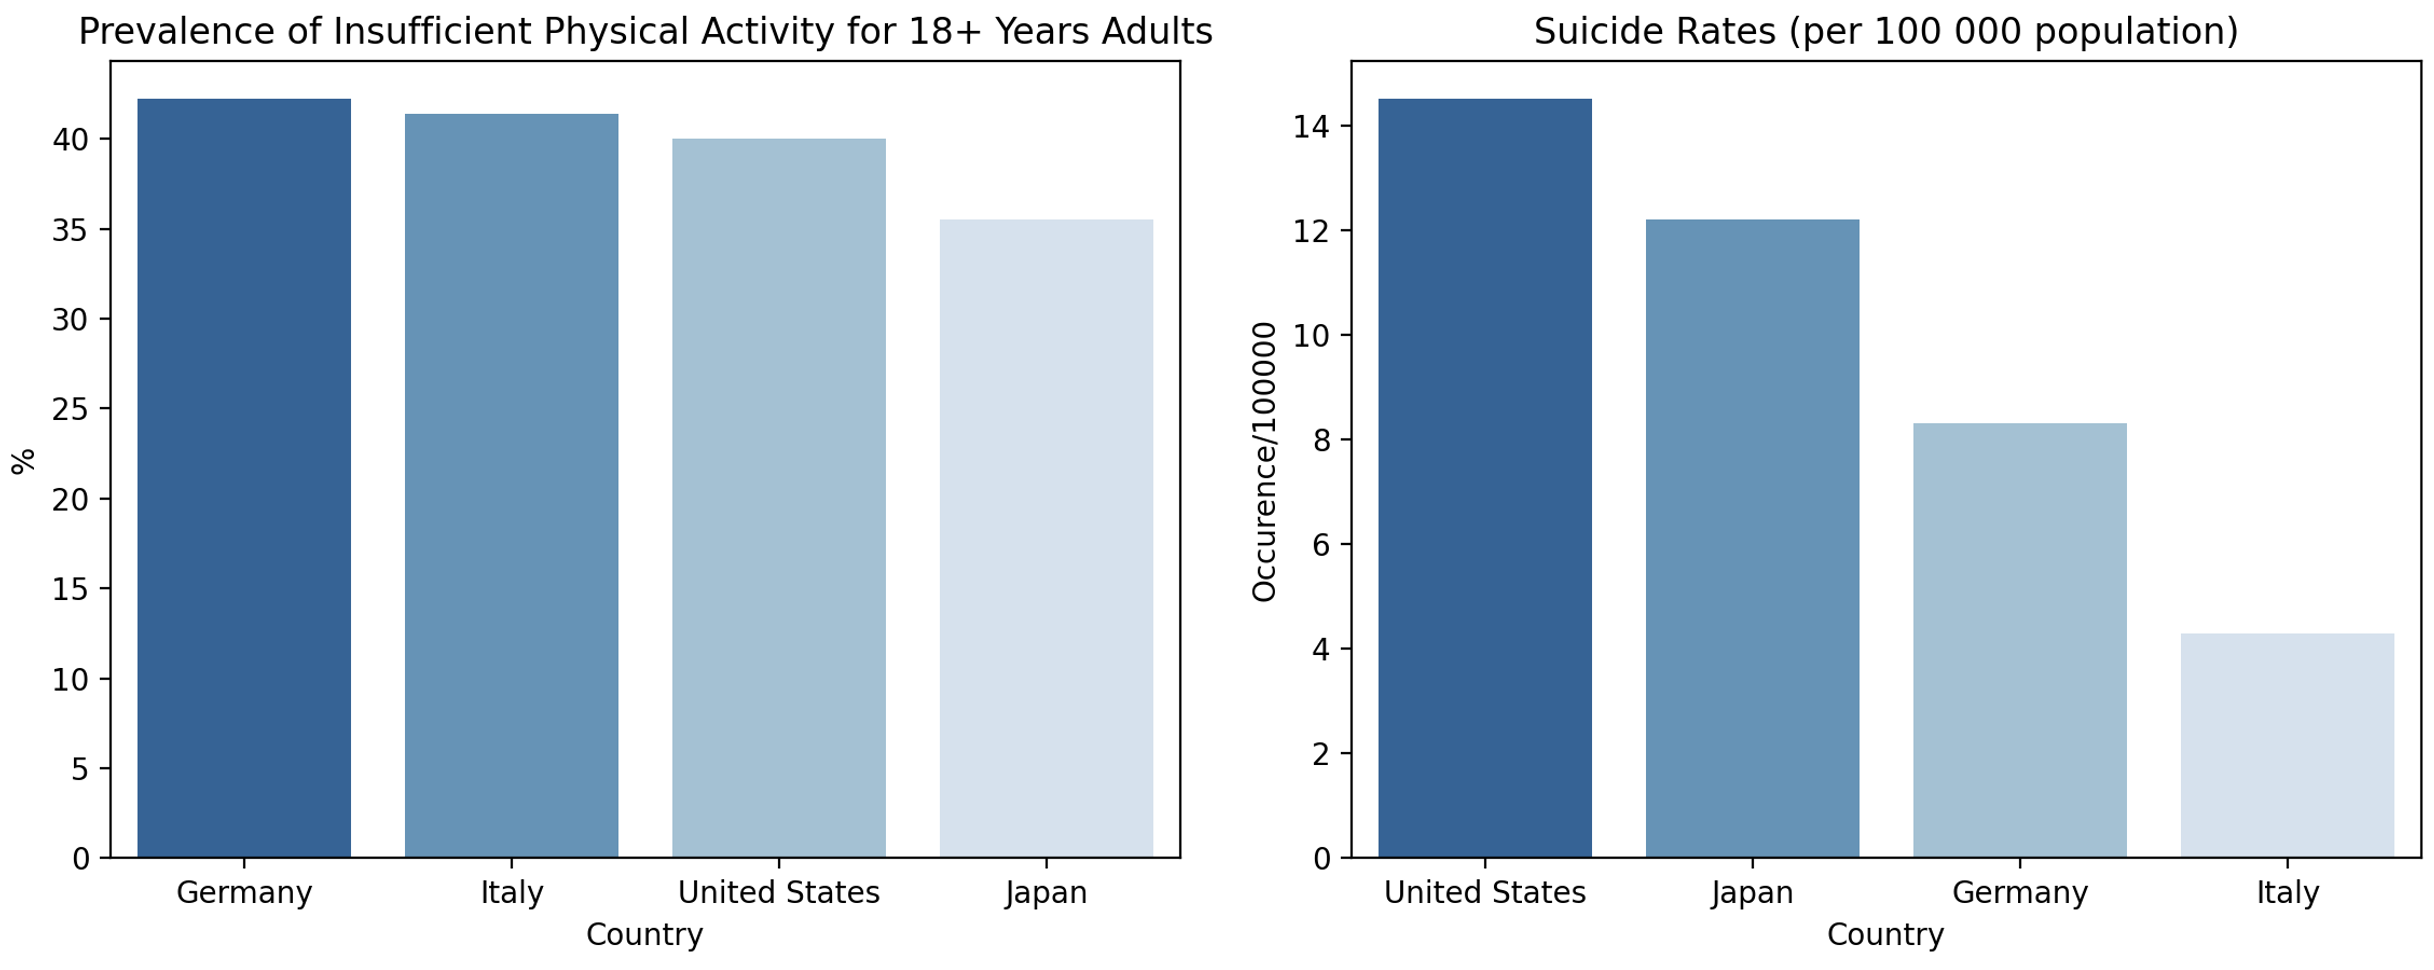 Prevalence of Insufficient Physical Activity for 18+ Years Adults
%
40
35
30
25
20
15
10
5
0
Germany Italy United States Japan
Country
Suicide Rates (per 100 000 population)
Occurence/100000
14
12
10
8
6
4
2
0
United States Japan Germany Italy
Country